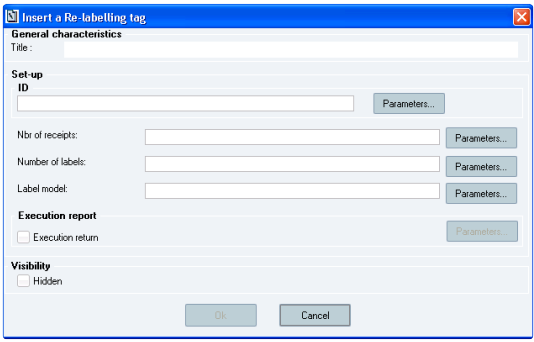 Insert a Re-labelling tag
General characteristics
Title :
Set-up
ID
Parameters...
Nbr of receipts:
Parameters...
Number of labels:
Parameters...
Label model:
Parameters...
Execution report
Execution return
Parameters...
Visibility
Hidden
Ok
Cancel